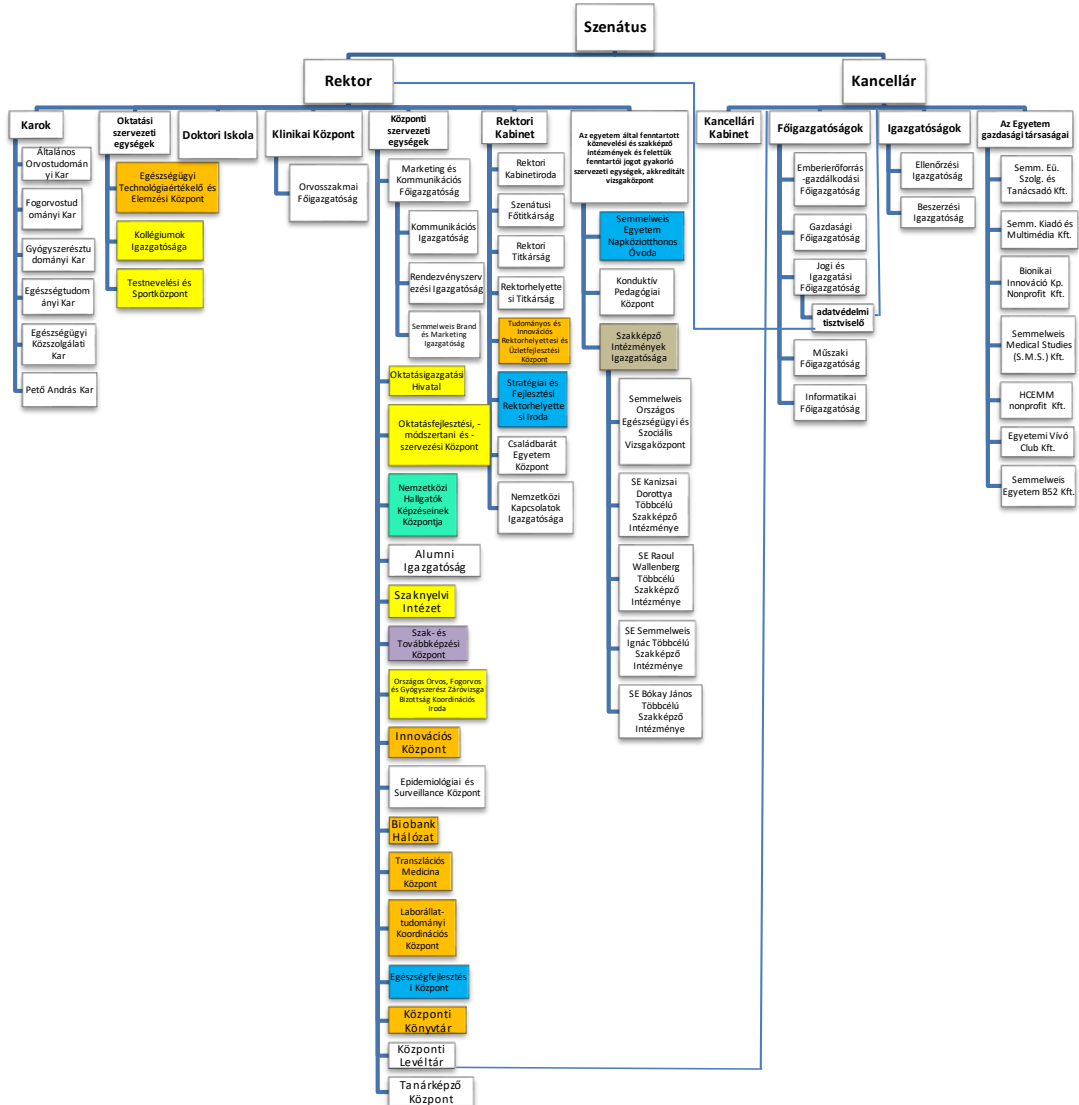 Szenátus
Rektor
Kancellár
Karok
Általános
Orvostudomány
yi Kar
Fogorvostud
ományi Kar
Gyógyszerésztu
dományi Kar
Egészségtudom
ányi Kar
Egészségügyi
Közszolgálati
Kar
Pető András Kar
Oktatási
szervezeti
egységek
Egészségügyi
Technológiaértékelő és
Elemzési Központ
Kollégiumok
Igazgatósága
Testnevelési és
Sportközpont
Doktori Iskola
Klinikai Központ
Orvosszakmai
Főigazgatóság
Központi
szervezeti
egységek
Marketing és
Kommunikációs
Főigazgatóság
Kommunikációs
Igazgatóság
Rendezvényszerv
ezési Igazgatóság
Semmelweis Brand
és Marketing
Igazgatóság
Oktatásigazgatási
Hivatal
Oktatásfejlesztési, -
módszertani és -
szervezési Központ
Nemzetközi
Hallgatók
Képzéseinek
Központja
Alumni
Igazgatóság
Szaknyelvi
Intézet
Szak- és
Továbbképzési
Központ
Országos Orvos, Fogorvos
és Gyógyszerész Záróvizsga
Bizottság Koordinációs
Iroda
Innovációs
Központ
Epidemiológiai és
Surveillance Központ
Biobank
Hálózat
Transzlációs
Medicina
Központ
Laborállat-
tudományi
Koordinációs
Központ
Egészségfejlesztés
i Központ
Központi
Könyvtár
Központi
Levéltár
Tanárképző
Központ
Rektori
Kabinet
Rektori
Kabinetiroda
Szenátusi
Főtitkárság
Rektori
Titkárság
Rektorhelyette
si Titkárság
Tudományos és
Innovációs
Rektorhelyettesi és
Üzletfejlesztési
Központ
Stratégiai és
Fejlesztési
Rektorhelyette
si Iroda
Családbarát
Egyetem
Központ
Nemzetközi
Kapcsolatok
Igazgatósága
Az egyetem által fenntartott
köznevelési és szakképző
intézmények és felettük
fenntartói jogot gyakorló
szervezeti egységek, akkreditált
vizsgaközpont
Semmelweis
Egyetem
Napköziotthonos
Óvoda
Konduktív
Pedagógiai
Központ
Szakképző
Intézmények
Igazgatósága
Semmelweis
Országos
Egészségügyi és
Szociális
Vizsgaközpont
SE Kanizsai
Dorottya
Többcélú
Szakképző
Intézménye
SE Raoul
Wallenberg
Többcélú
Szakképző
Intézménye
SE Semmelweis
Ignác Többcélú
Szakképző
Intézménye
SE Bókay János
Többcélú
Szakképző
Intézménye
Kancellári
Kabinet
Főigazgatóságok
Emberierőforrás
-gazdálkodási
Főigazgatóság
Gazdasági
Főigazgatóság
Jogi és
Igazgatási
Főigazgatóság
adatvédelmi
tisztviselő
Műszaki
Főigazgatóság
Informatikai
Főigazgatóság
Igazgatóságok
Ellenőrzési
Igazgatóság
Beszerzési
Igazgatóság
Az Egyetem
gazdasági társaságai
Semm. Eü.
Szolg. és
Tanácsadó Kft.
Semm. Kiadó és
Multimédia Kft.
Bionikai
Innováció Kp.
Nonprofit Kft.
Semmelweis
Medical Studies
(S.M.S.) Kft.
HCEMM
nonprofit Kft.
Egyetemi Vívó
Club Kft.
Semmelweis
Egyetem B52 Kft.